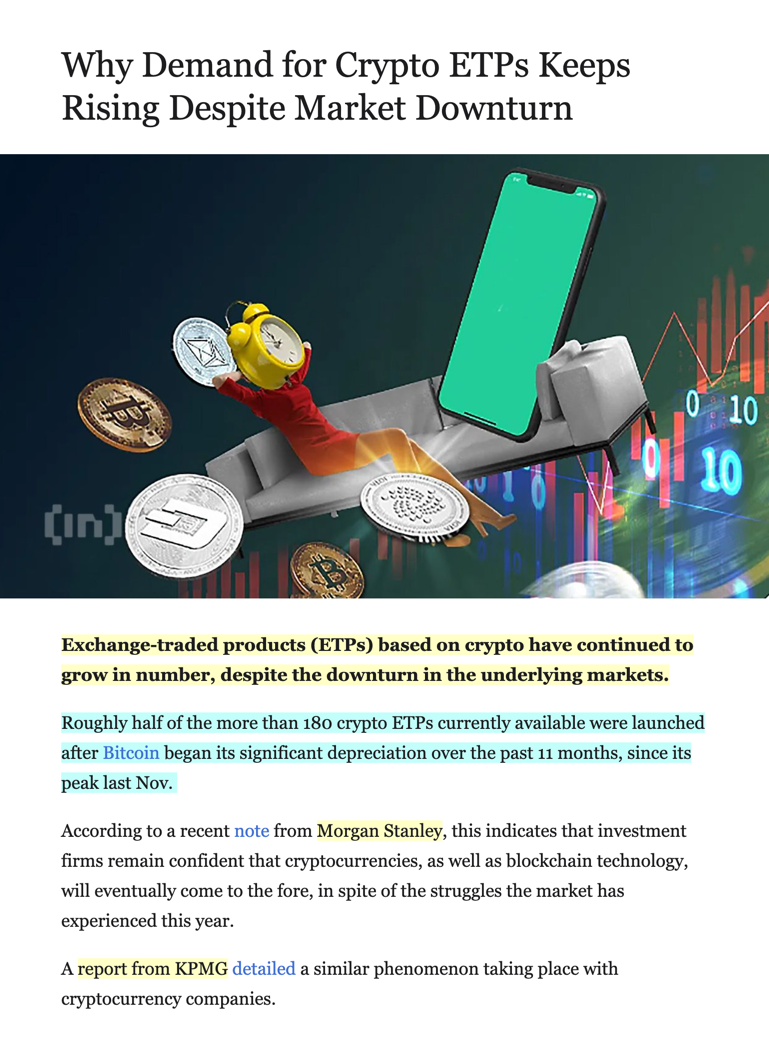 Why Demand for Crypto ETPs Keeps
Rising Despite Market Downturn
0 10
0 10
1 0
[in]
Exchange-traded products (ETPs) based on crypto have continued to
grow in number, despite the downturn in the underlying markets.
Roughly half of the more than 180 crypto ETPs currently available were launched
after Bitcoin began its significant depreciation over the past 11 months, since its
peak last Nov.
According to a recent note from Morgan Stanley, this indicates that investment
firms remain confident that cryptocurrencies, as well as blockchain technology,
will eventually come to the fore, in spite of the struggles the market has
experienced this year.
A report from KPMG detailed a similar phenomenon taking place with
cryptocurrency companies.